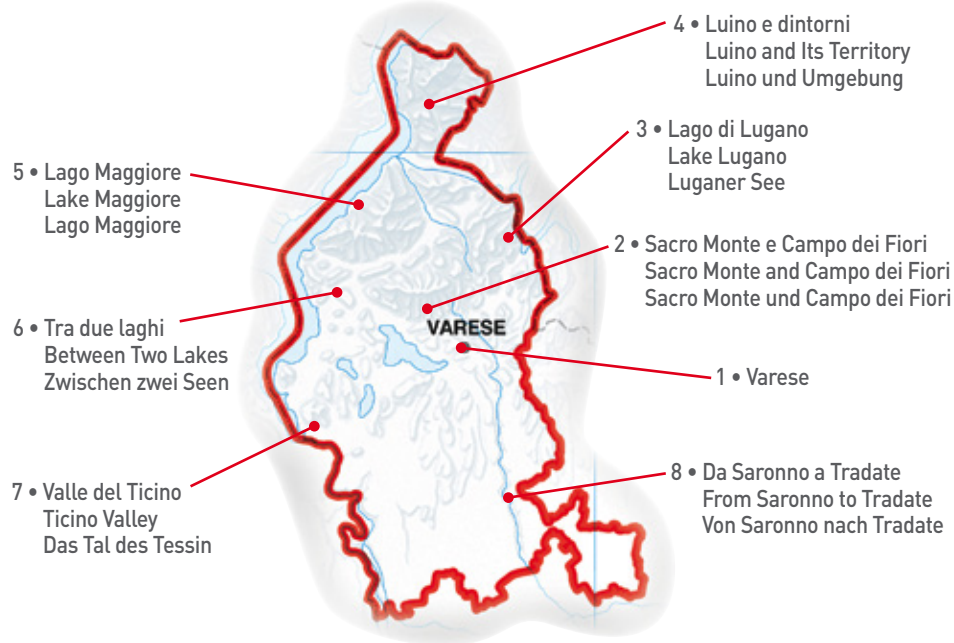 4 • Luino e dintorni
Luino and Its Territory
Luino und Umgebung
3 • Lago di Lugano
Lake Lugano
Luganer See
5 • Lago Maggiore
Lake Maggiore
Lago Maggiore
2 • Sacro Monte e Campo dei Fiori
Sacro Monte and Campo dei Fiori
Sacro Monte und Campo dei Fiori
6 • Tra due laghi
Between Two Lakes
Zwischen zwei Seen
VARESE
1 • Varese
7 • Valle del Ticino
Ticino Valley
Das Tal des Tessin
8 • Da Saronno a Tradate
From Saronno to Tradate
Von Saronno nach Tradate